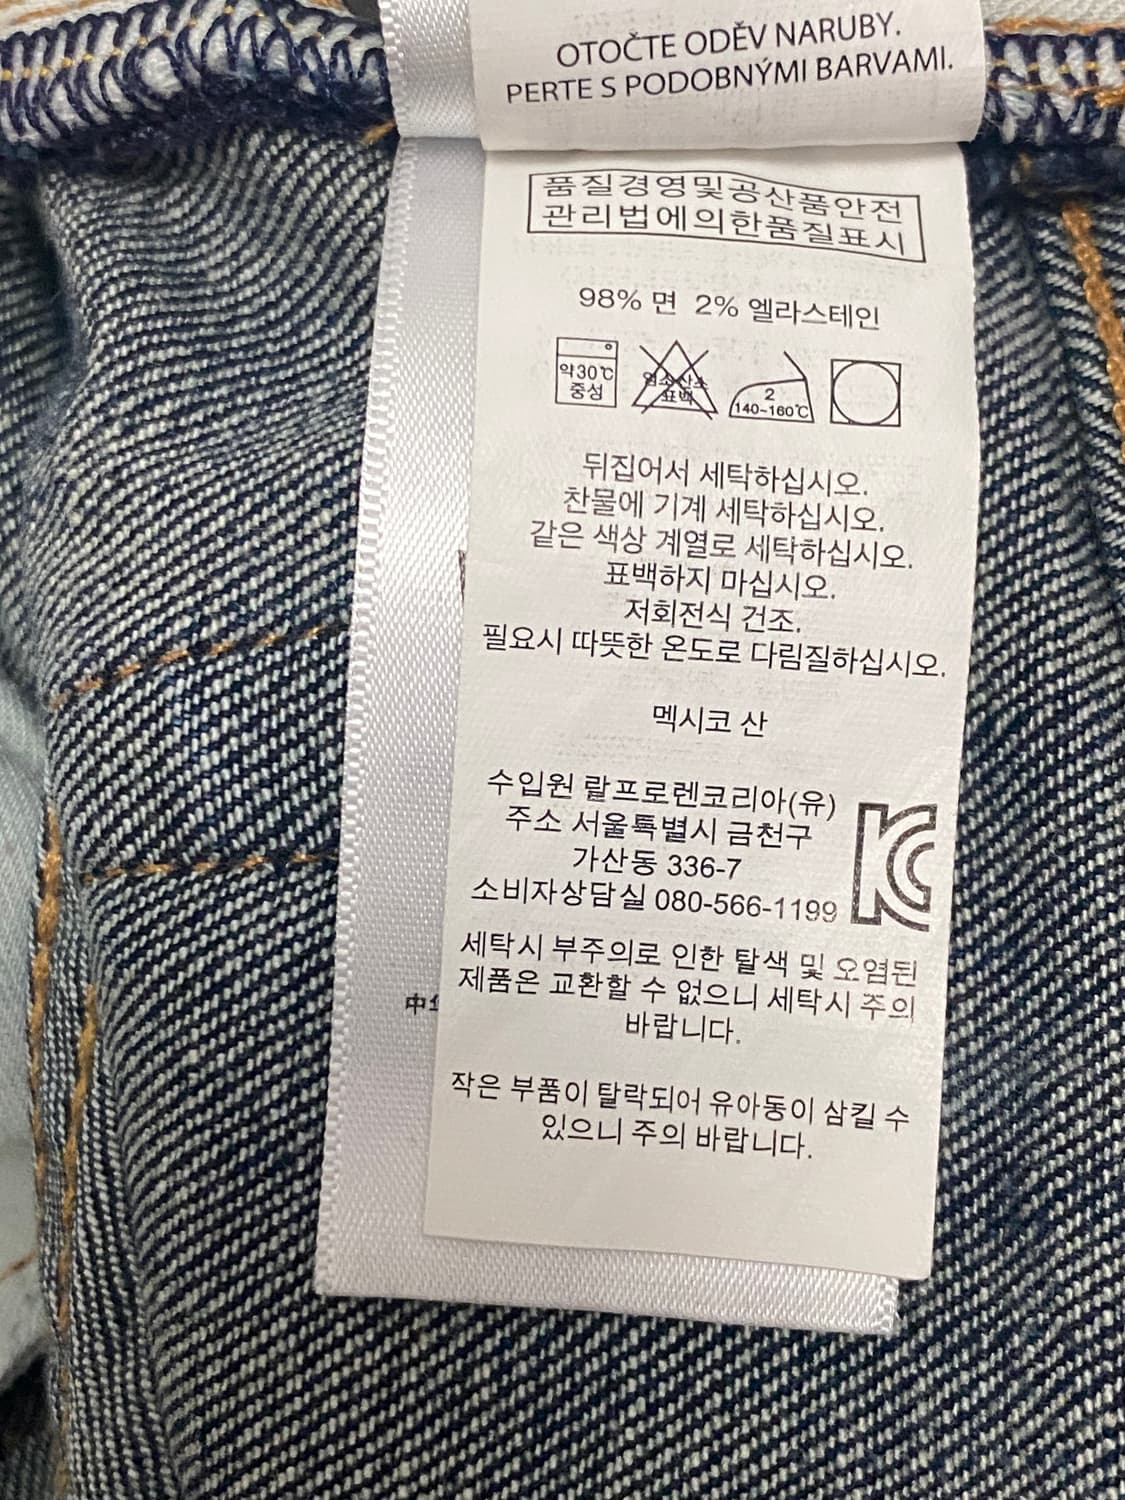 OTOČTE ODĚV NARUBY.
PERTE S PODOBNÝMI BARVAMI.
품질경영및공산품안전
관리법에의한품질표시
98% 면 2% 엘라스테인
약30℃
중성
염소산소
표백
2
140~160℃
뒤집어서 세탁하십시오.
찬물에 기계 세탁하십시오.
같은 색상 계열로 세탁하십시오.
표백하지 마십시오.
저회전식 건조.
필요시 따뜻한 온도로 다림질하십시오.
멕시코 산
수입원 랄프로렌코리아(유)
주소 서울특별시 금천구
가산동 336-7
소비자상담실 080-566-1199
세탁시 부주의로 인한 탈색 및 오염된
제품은 교환할 수 없으니 세탁시 주의
바랍니다.
中
작은 부품이 탈락되어 유아동이 삼킬 수
있으니 주의 바랍니다.